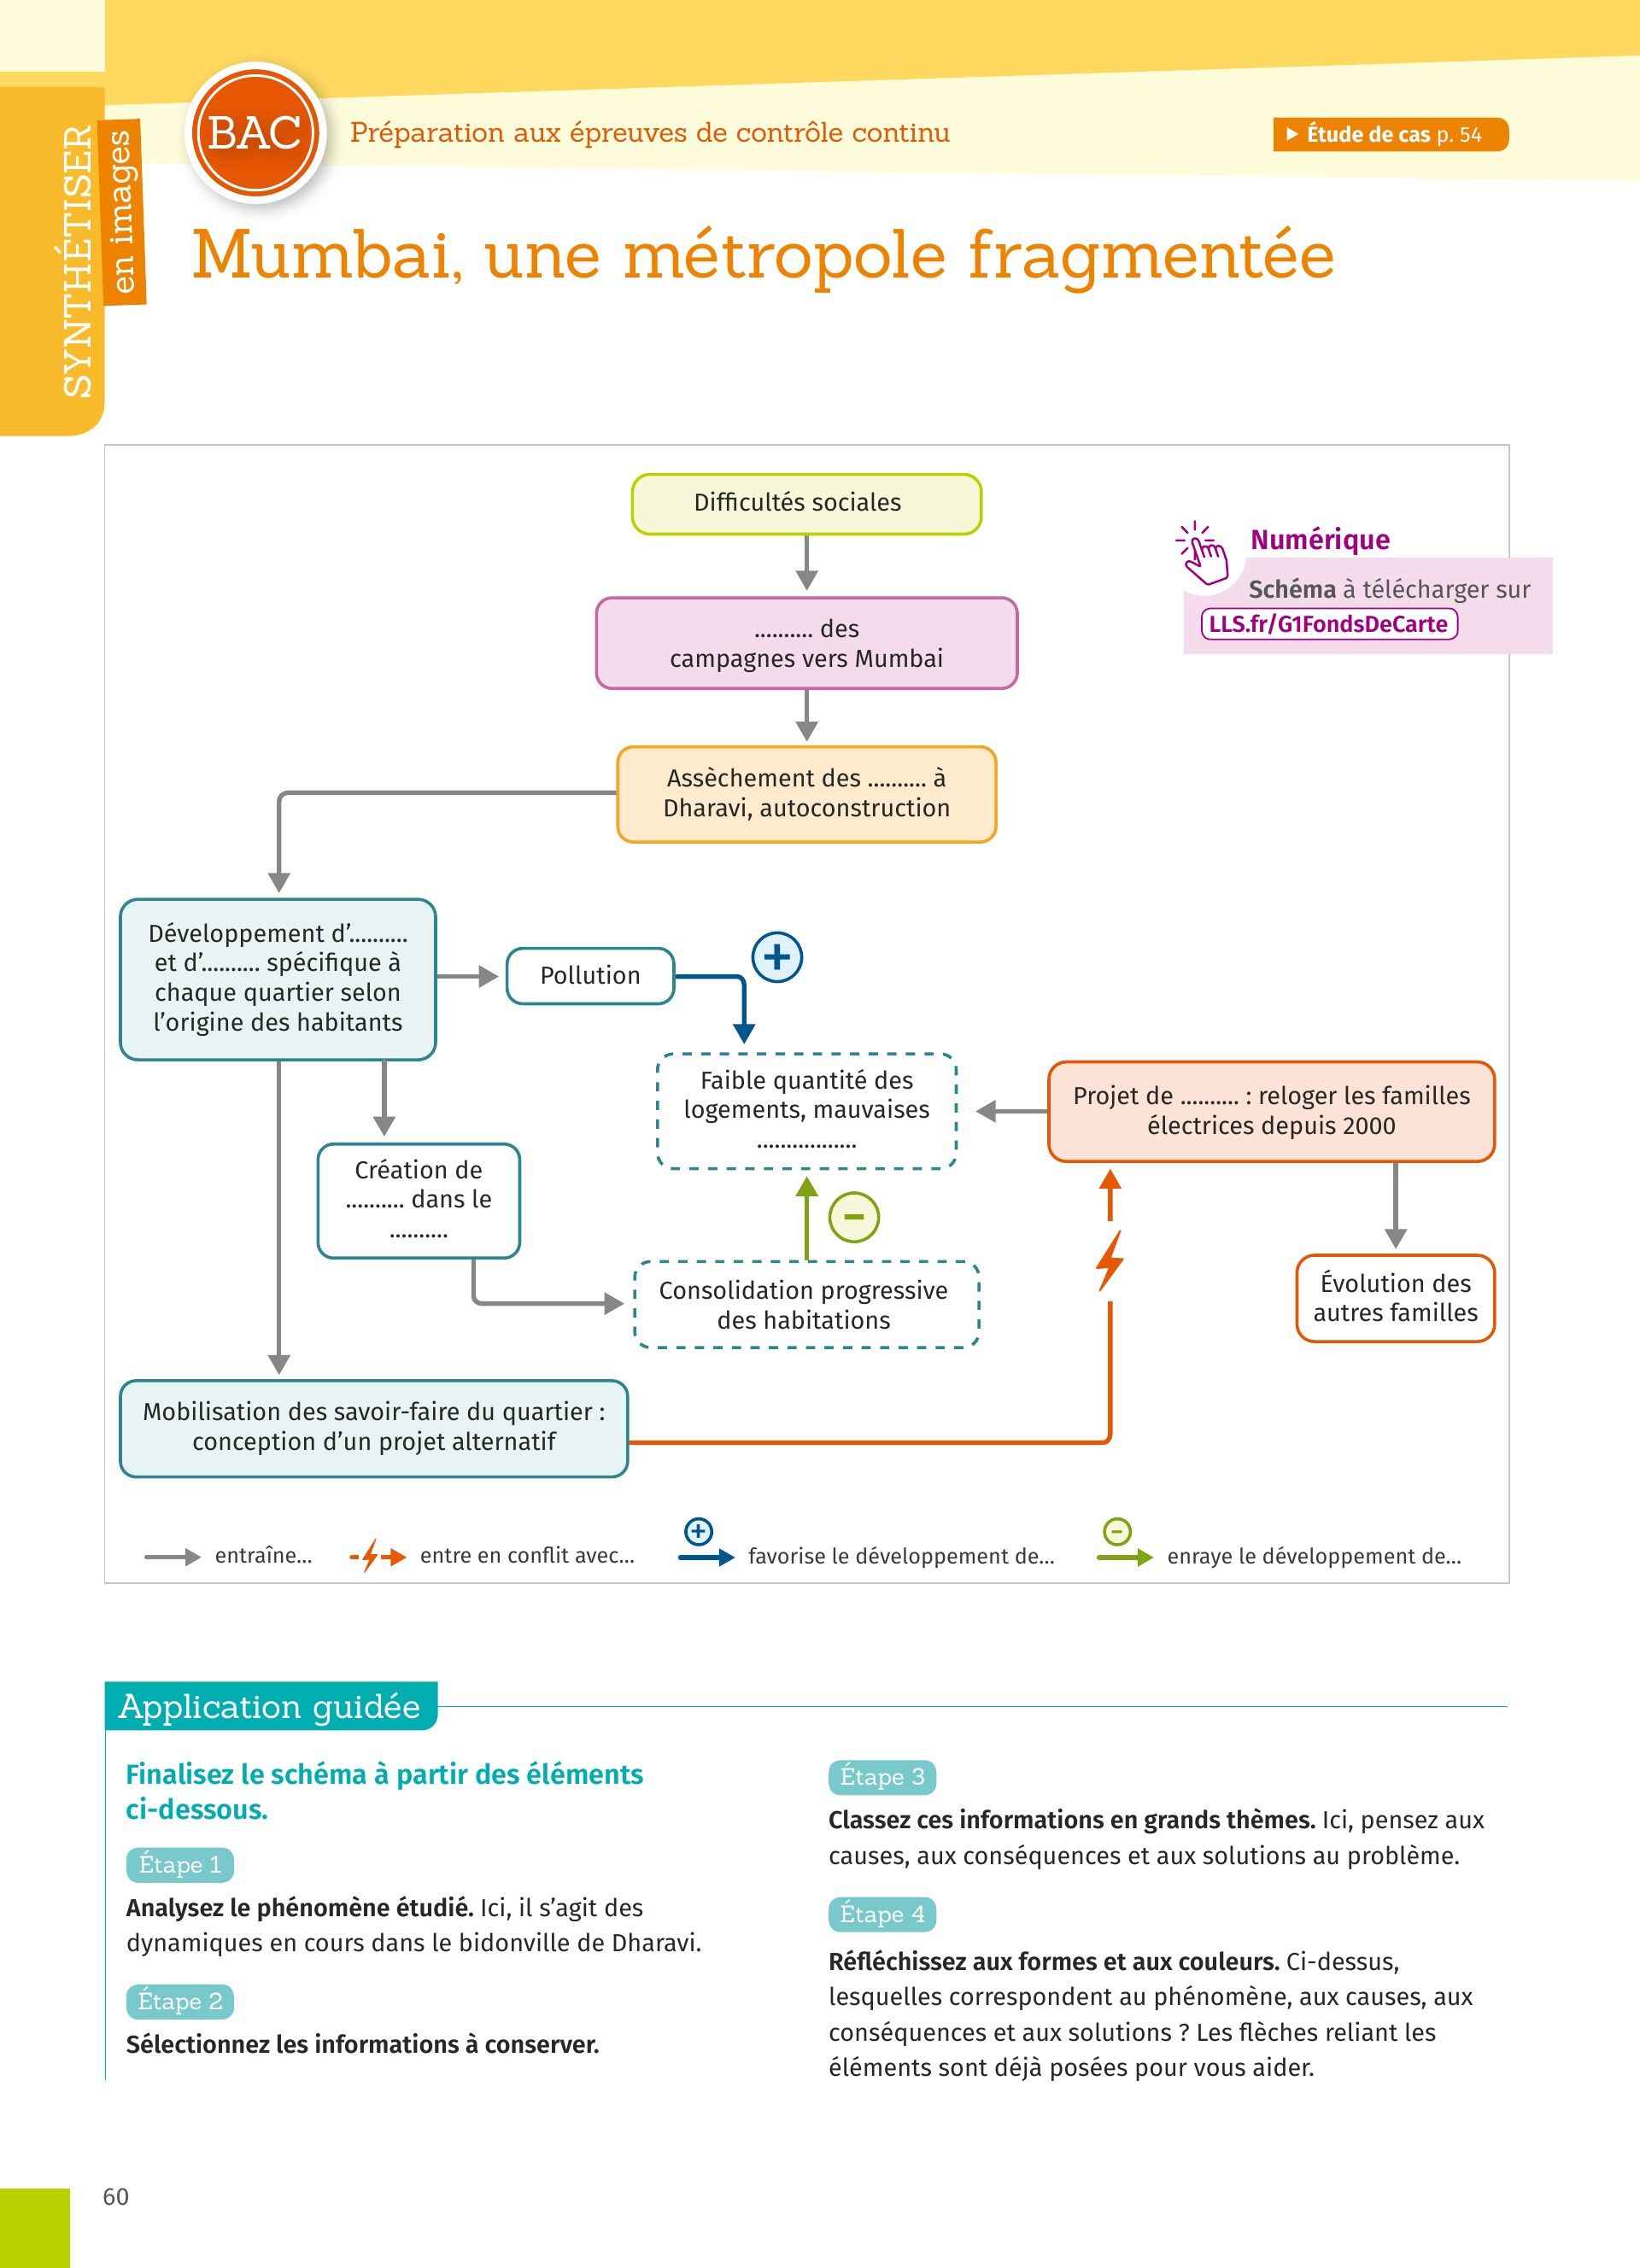 SYNTHÉTISER
en images
BAC
Préparation aux épreuves de contrôle continu
▶ Étude de cas p. 54
Mumbai, une métropole fragmentée
Difficultés sociales
Numérique
Schéma à télécharger sur
LLS.fr/G1FondsDeCarte
.......... des
campagnes vers Mumbai
Assèchement des .......... à
Dharavi, autoconstruction
Développement d’..........
et d’.......... spécifique à
chaque quartier selon
l’origine des habitants
Pollution
+
Faible quantité des
logements, mauvaises
.................
Projet de .......... : reloger les familles
électrices depuis 2000
Création de
.......... dans le
..........
−
Consolidation progressive
des habitations
Évolution des
autres familles
Mobilisation des savoir-faire du quartier :
conception d’un projet alternatif
entraîne...
entre en conflit avec...
+
favorise le développement de...
−
enraye le développement de...
Application guidée
Finalisez le schéma à partir des éléments
ci-dessous.
Étape 1
Analysez le phénomène étudié. Ici, il s’agit des
dynamiques en cours dans le bidonville de Dharavi.
Étape 2
Sélectionnez les informations à conserver.
Étape 3
Classez ces informations en grands thèmes. Ici, pensez aux
causes, aux conséquences et aux solutions au problème.
Étape 4
Réfléchissez aux formes et aux couleurs. Ci-dessus,
lesquelles correspondent au phénomène, aux causes, aux
conséquences et aux solutions ? Les flèches reliant les
éléments sont déjà posées pour vous aider.
60